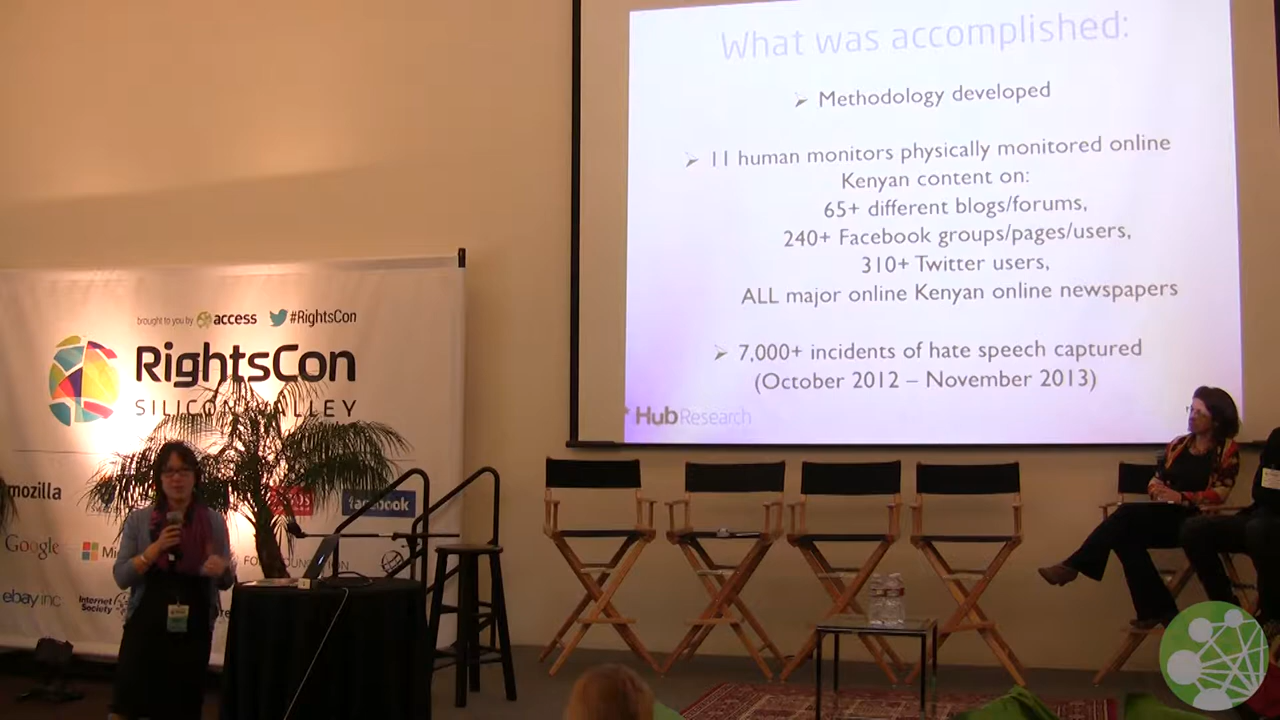 What was accomplished:
➢ Methodology developed
➢ 11 human monitors physically monitored online
Kenyan content on:
65+ different blogs/forums,
240+ Facebook groups/pages/users,
310+ Twitter users,
ALL major online Kenyan online newspapers
➢ 7,000+ incidents of hate speech captured
(October 2012 – November 2013)
Hub Research
brought to you by access #RightsCon
RightsCon
SILICON VALLEY
mozilla
facebook
Google
ebay inc
Internet Society